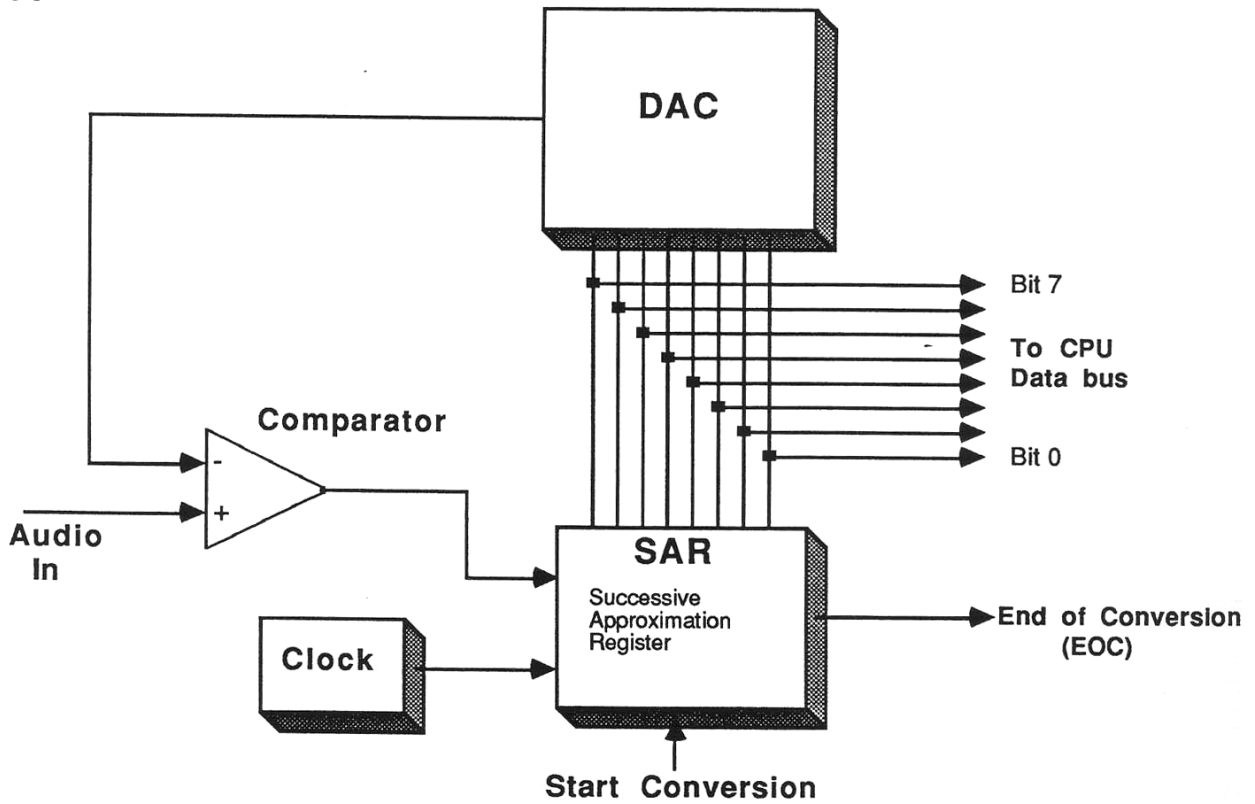 DAC
Bit 7
To CPU
Data bus
Bit 0
Comparator
-
+
Audio
In
SAR
Successive
Approximation
Register
Clock
End of Conversion
(EOC)
Start Conversion